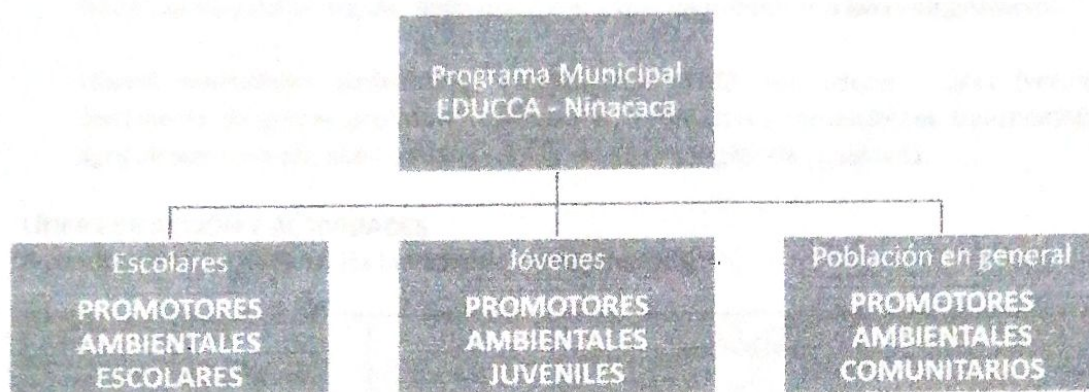 Programa Municipal
EDUCCA - Ninacaca
Escolares
PROMOTORES
AMBIENTALES
ESCOLARES
Jóvenes
PROMOTORES
AMBIENTALES
JUVENILES
Población en general
PROMOTORES
AMBIENTALES
COMUNITARIOS